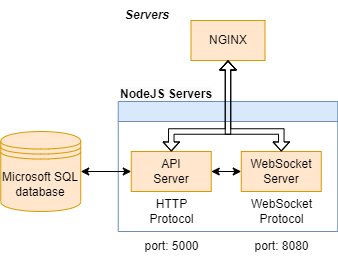 Servers
NGINX
NodeJS Servers
Microsoft SQL
database
API
Server
WebSocket
Server
HTTP
Protocol
WebSocket
Protocol
port: 5000
port: 8080